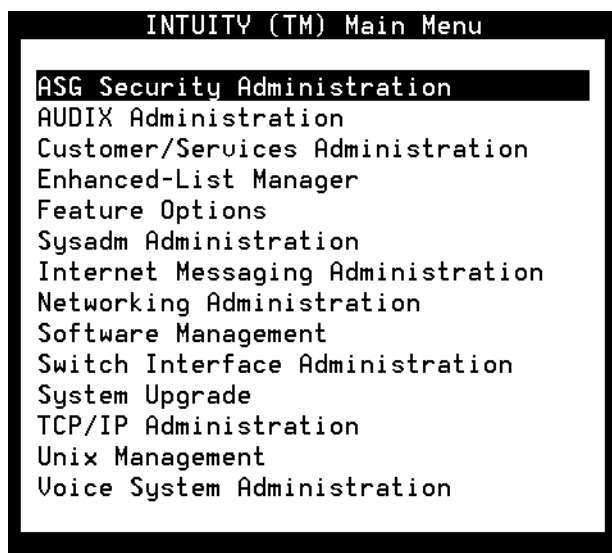 INTUITY (TM) Main Menu
ASG Security Administration
AUDIX Administration
Customer/Services Administration
Enhanced-List Manager
Feature Options
Sysadm Administration
Internet Messaging Administration
Networking Administration
Software Management
Switch Interface Administration
System Upgrade
TCP/IP Administration
Unix Management
Voice System Administration